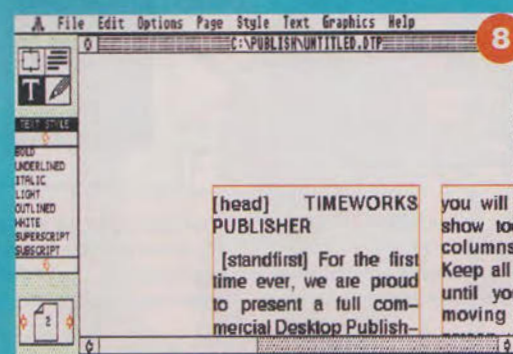 File Edit Options Page Style Text Graphics Help
C:\PUBLISH\UNTITLED.DTP
8
T
TEXT STYLE
BOLD
UNDERLINED
ITALIC
LIGHT
OUTLINED
WHITE
SUPERSCRIPT
SUBSCRIPT
2
[head] TIMEWORKS
PUBLISHER
[standfirst] For the first
time ever, we are proud
to present a full com-
mercial Desktop Publish-
you will
show to
columns
Keep all
until yo
moving